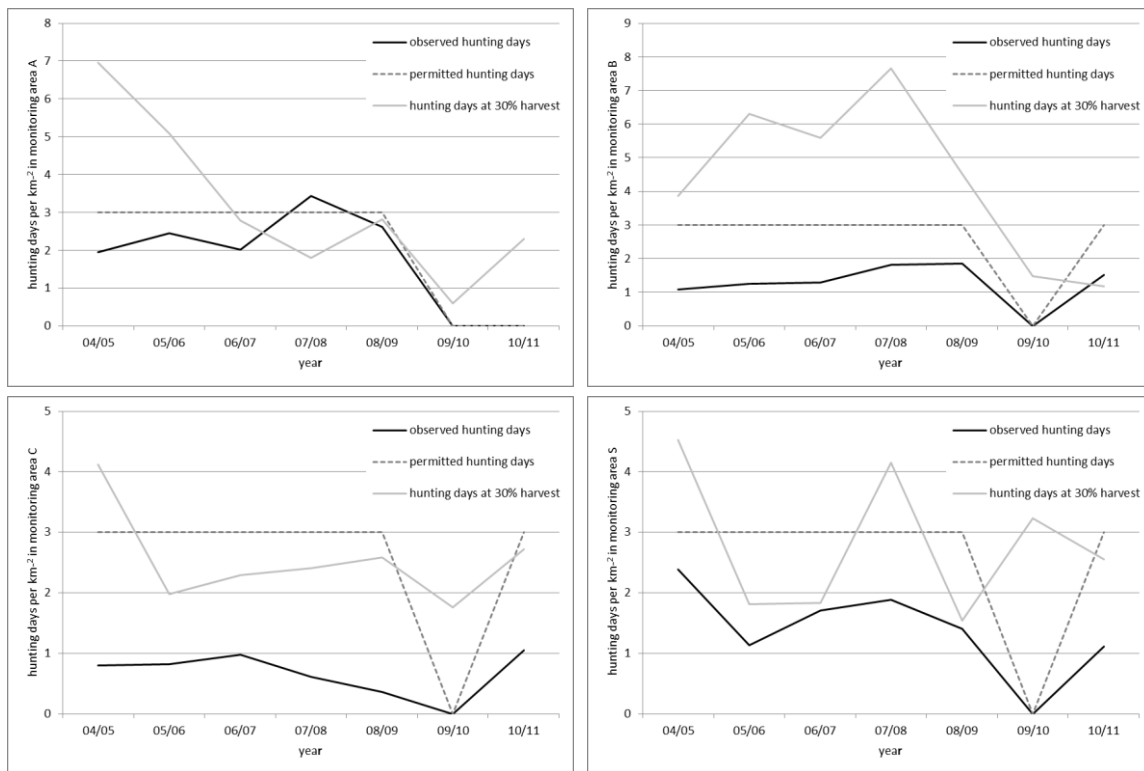 8
7
6
5
4
3
2
1
0
hunting days per km-2 in monitoring area A
observed hunting days
permitted hunting days
hunting days at 30% harvest
04/05 05/06 06/07 07/08 08/09 09/10 10/11
year
9
8
7
6
5
4
3
2
1
0
hunting days per km-2 in monitoring area B
observed hunting days
permitted hunting days
hunting days at 30% harvest
04/05 05/06 06/07 07/08 08/09 09/10 10/11
year
5
4
3
2
1
0
hunting days per km-2 in monitoring area C
observed hunting days
permitted hunting days
hunting days at 30% harvest
04/05 05/06 06/07 07/08 08/09 09/10 10/11
year
5
4
3
2
1
0
hunting days per km-2 in monitoring area S
observed hunting days
permitted hunting days
hunting days at 30% harvest
04/05 05/06 06/07 07/08 08/09 09/10 10/11
year